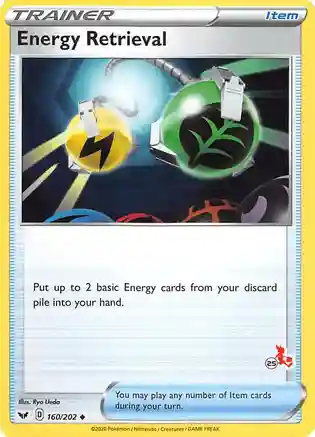 TRAINER
Item
Energy Retrieval
Put up to 2 basic Energy cards from your discard
pile into your hand.
Illus. Ryo Ueda
25
D 160/202
You may play any number of Item cards
during your turn.
©2020 Pokémon / Nintendo / Creatures / GAME FREAK